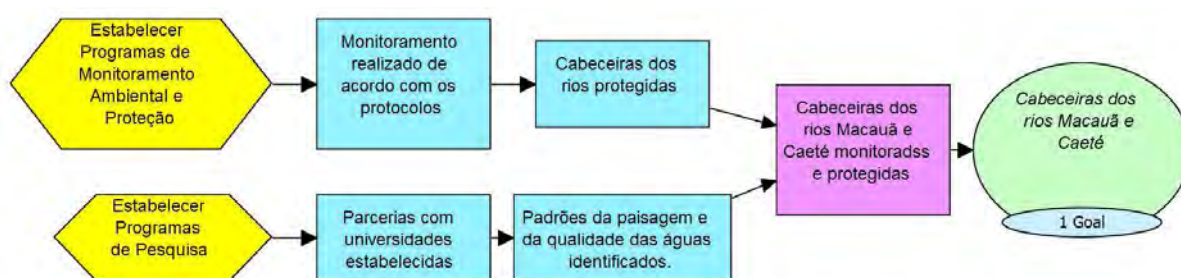 Estabelecer
Programas de
Monitoramento
Ambiental e
Proteção
Monitoramento
realizado de
acordo com os
protocolos
Cabeceiras dos
rios protegidas
Cabeceiras dos
rios Macauã e
Caeté monitoradss
e protegidas
Cabeceiras dos
rios Macauã e
Caeté
1 Goal
Estabelecer
Programas
de Pesquisa
Parcerias com
universidades
estabelecidas
Padrões da paisagem e
da qualidade das águas
identificados.